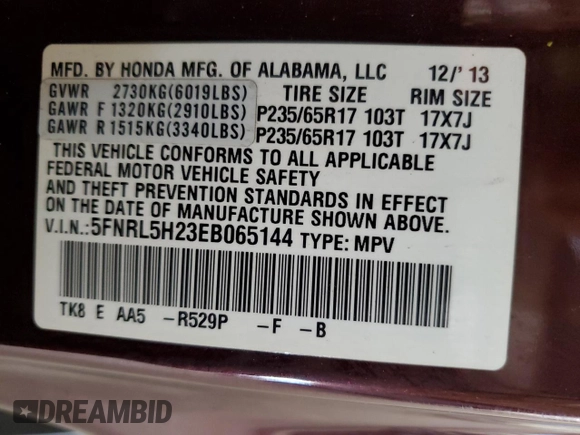 MFD. BY HONDA MFG. OF ALABAMA, LLC 12/'13
GVWR 2730KG(6019LBS) TIRE SIZE RIM SIZE
GAWR F 1320KG(2910LBS) P235/65R17 103T 17X7J
GAWR R 1515KG(3340LBS) P235/65R17 103T 17X7J
THIS VEHICLE CONFORMS TO ALL APPLICABLE
FEDERAL MOTOR VEHICLE SAFETY
AND THEFT PREVENTION STANDARDS IN EFFECT
ON THE DATE OF MANUFACTURE SHOWN ABOVE.
V.I.N.:5FNRL5H23EB065144 TYPE: MPV
TK8 E AA5 -R529P -F -B
DREAMBID